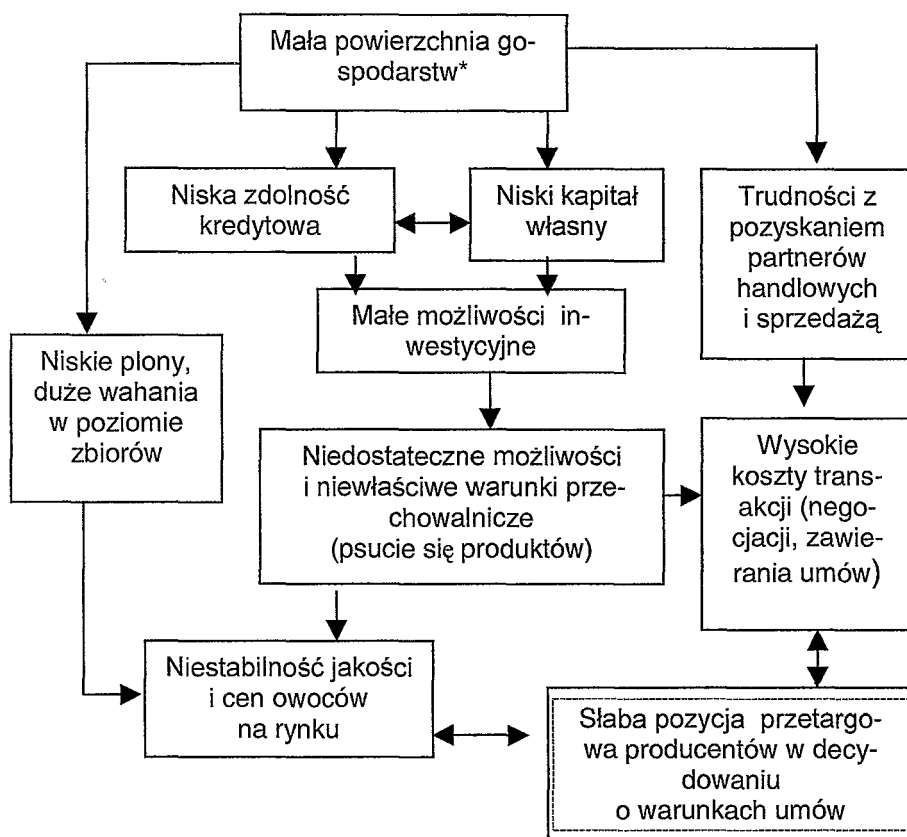 Mała powierzchnia go-
spodarstw*
Niska zdolność
kredytowa
Niski kapitał
własny
Trudności z
pozyskaniem
partnerów
handlowych
i sprzedażą
Małe możliwości in-
westycyjne
Niskie plony,
duże wahania
w poziomie
zbiorów
Niedostateczne możliwości
i niewłaściwe warunki prze-
chowalnicze
(psucie się produktów)
Wysokie
koszty trans-
akcji (nego-
cjacji, zawie-
rania umów)
Niestabilność jakości
i cen owoców
na rynku
Słaba pozycja przetargo-
wa producentów w decy-
dowaniu
o warunkach umów